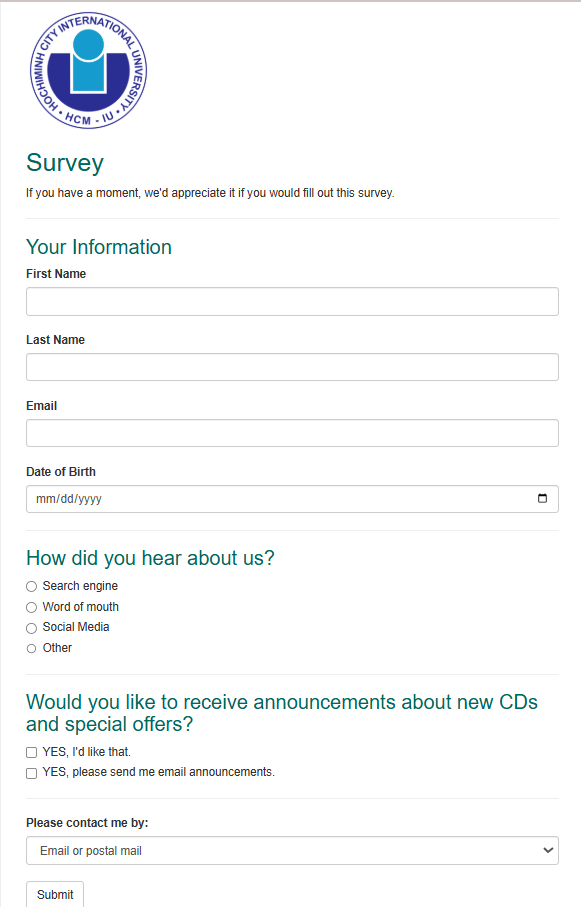 HOCHIMINH CITY INTERNATIONAL UNIVERSITY
• HCM - IU •
Survey
If you have a moment, we'd appreciate it if you would fill out this survey.
Your Information
First Name
Last Name
Email
Date of Birth
mm/dd/yyyy
How did you hear about us?
Search engine
Word of mouth
Social Media
Other
Would you like to receive announcements about new CDs
and special offers?
YES, I'd like that.
YES, please send me email announcements.
Please contact me by:
Email or postal mail
Submit